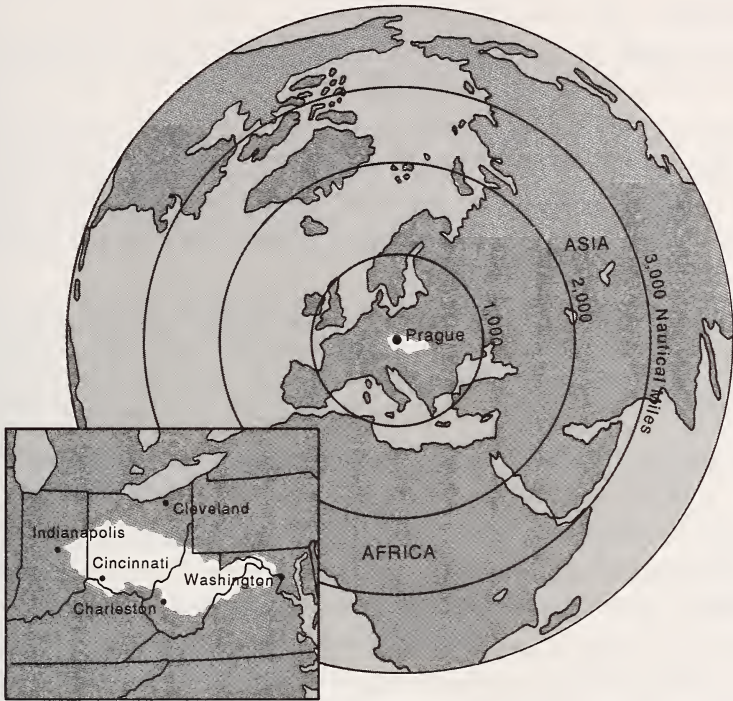 ASIA
3,000 Nautical Miles
2,000
1,000
Prague
AFRICA
Cleveland
Indianapolis
Cincinnati
Washington
Charleston